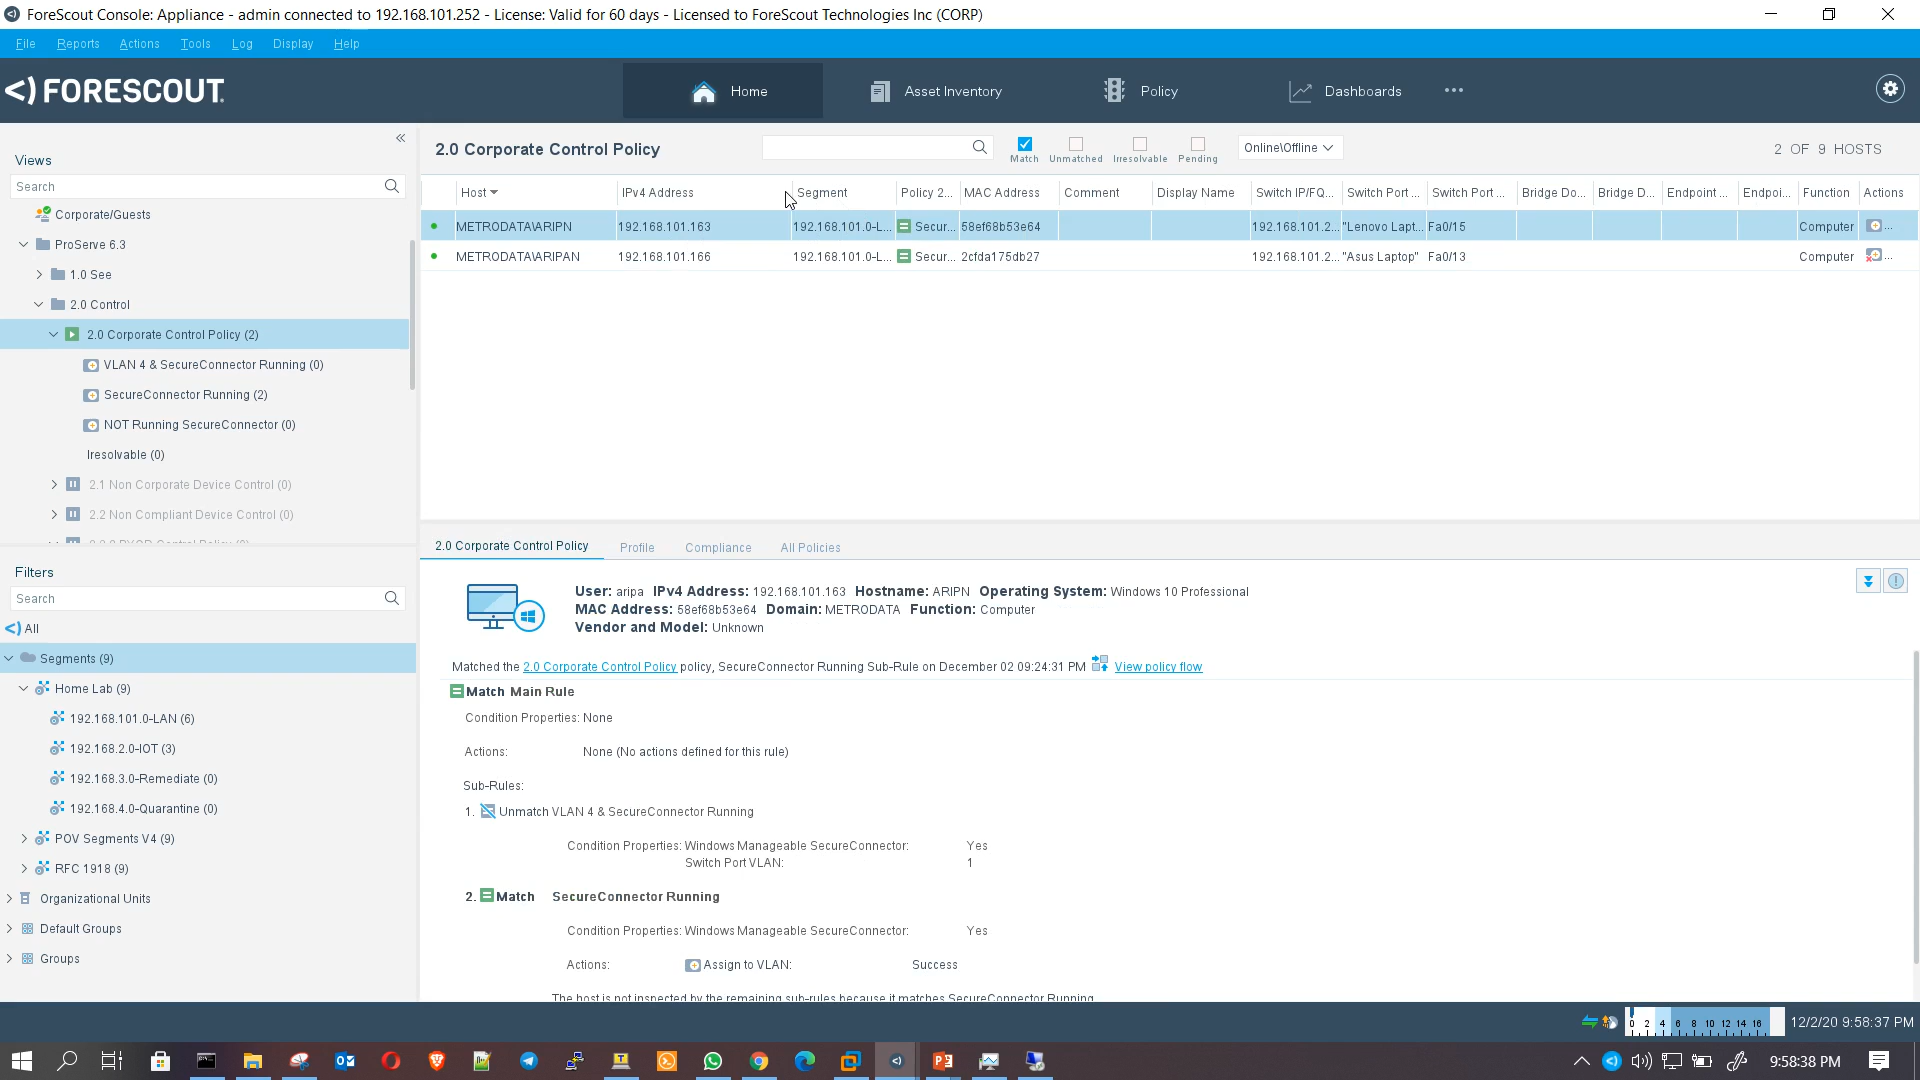 ForeScout Console: Appliance - admin connected to 192.168.101.252 - License: Valid for 60 days - Licensed to ForeScout Technologies Inc (CORP)
File Reports Actions Tools Log Display Help
FORESCOUT.
Home Asset Inventory Policy Dashboards
Views
Search
Corporate/Guests
ProServe 6.3
1.0 See
2.0 Control
2.0 Corporate Control Policy (2)
VLAN 4 & SecureConnector Running (0)
SecureConnector Running (2)
NOT Running SecureConnector (0)
Iresolvable (0)
2.1 Non Corporate Device Control (0)
2.2 Non Compliant Device Control (0)
Filters
Search
All
Segments (9)
Home Lab (9)
192.168.101.0-LAN (6)
192.168.2.0-IOT (3)
192.168.3.0-Remediate (0)
192.168.4.0-Quarantine (0)
POV Segments V4 (9)
RFC 1918 (9)
Organizational Units
Default Groups
Groups
2.0 Corporate Control Policy
Match Unmatched Irresolvable Pending
Online\Offline
2 OF 9 HOSTS
Host IPv4 Address Segment Policy 2... MAC Address Comment Display Name Switch IP/FQ... Switch Port ... Switch Port ... Bridge Do... Bridge D... Endpoint ... Endpoi... Function Actions
METRODATA\ARIPN 192.168.101.163 192.168.101.0-L... Secur... 58ef68b53e64 192.168.101.2... "Lenovo Lapt... Fa0/15 Computer ...
METRODATA\ARIPAN 192.168.101.166 192.168.101.0-L... Secur... 2cfda175db27 192.168.101.2... "Asus Laptop" Fa0/13 Computer ...
2.0 Corporate Control Policy Profile Compliance All Policies
User: aripa IPv4 Address: 192.168.101.163 Hostname: ARIPN Operating System: Windows 10 Professional
MAC Address: 58ef68b53e64 Domain: METRODATA Function: Computer
Vendor and Model: Unknown
Matched the 2.0 Corporate Control Policy policy, SecureConnector Running Sub-Rule on December 02 09:24:31 PM View policy flow
Match Main Rule
Condition Properties: None
Actions: None (No actions defined for this rule)
Sub-Rules:
1. Unmatch VLAN 4 & SecureConnector Running
Condition Properties: Windows Manageable SecureConnector: Yes
Switch Port VLAN: 1
2. Match SecureConnector Running
Condition Properties: Windows Manageable SecureConnector: Yes
Actions: Assign to VLAN: Success
The host is not inspected by the remaining sub-rules because it matches SecureConnector Running
0 2 4 6 8 10 12 14 16
12/2/20 9:58:37 PM
9:58:38 PM